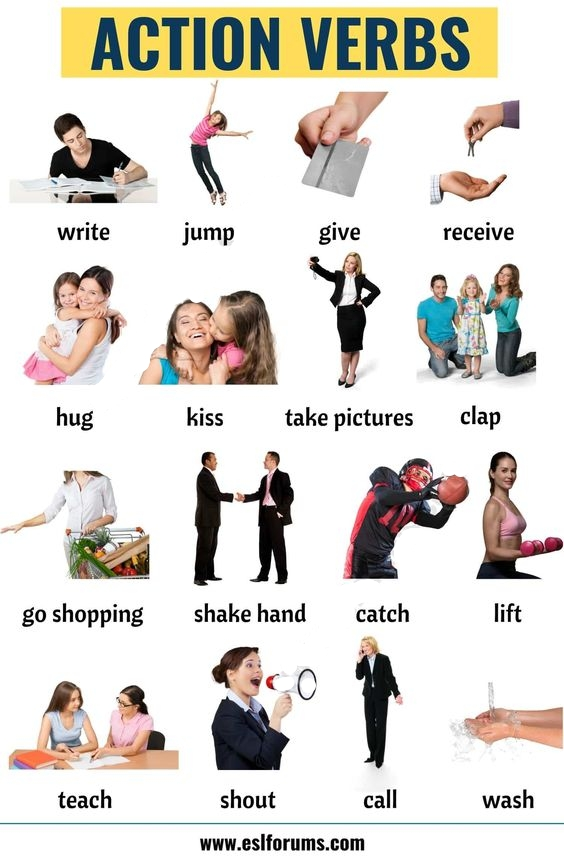 ACTION VERBS
write jump give receive
hug kiss take pictures clap
go shopping shake hand catch lift
teach shout call wash
www.eslforums.com